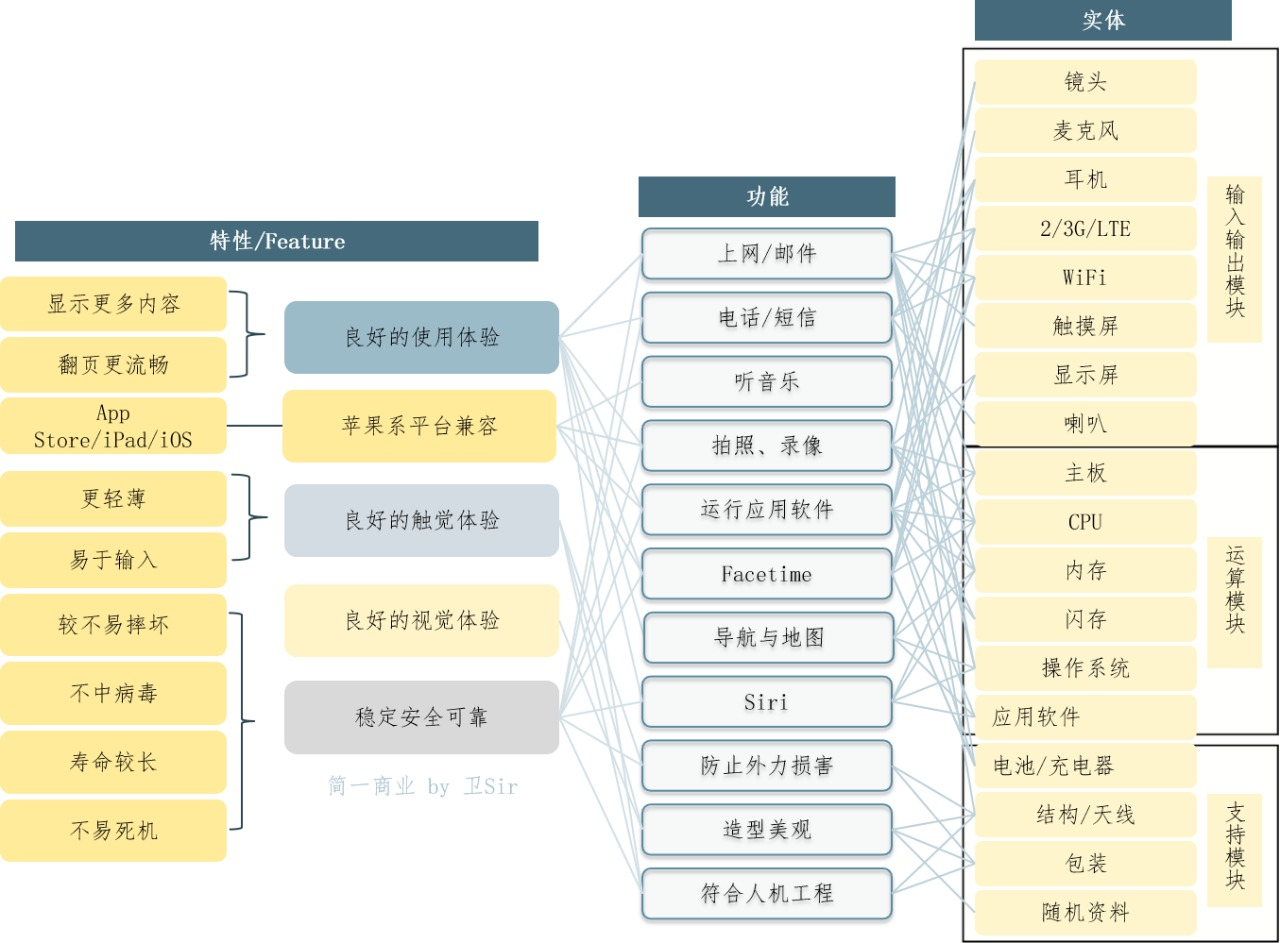 实体
特性/Feature
显示更多内容
翻页更流畅
App
Store/iPad/iOS
更轻薄
易于输入
较不易摔坏
不中病毒
寿命较长
不易死机
良好的使用体验
苹果系平台兼容
良好的触觉体验
良好的视觉体验
稳定安全可靠
简一商业 by 卫Sir
功能
上网/邮件
电话/短信
听音乐
拍照、录像
运行应用软件
Facetime
导航与地图
Siri
防止外力损害
造型美观
符合人机工程
镜头
麦克风
耳机
2/3G/LTE
WiFi
触摸屏
显示屏
喇叭
输入输出模块
主板
CPU
内存
闪存
操作系统
应用软件
运算模块
电池/充电器
结构/天线
包装
随机资料
支持模块